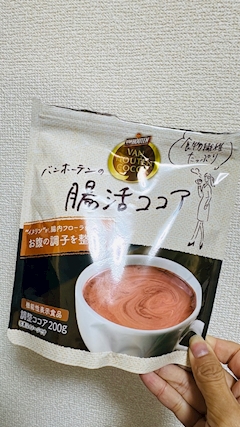 VAN HOUTEN
VAN
HOUTEN
COCOA
食物繊維
たっぷり
バンホーテンの
腸活ココア
お腹の調子を整
機能性表示食品
調整ココア 200g